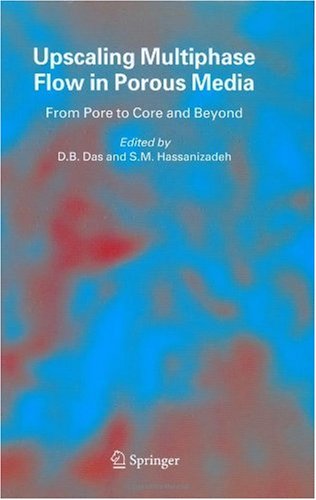 Upscaling Multiphase
Flow in Porous Media
From Pore to Core and Beyond
Edited by
D.B. Das and S.M. Hassanizadeh
Springer